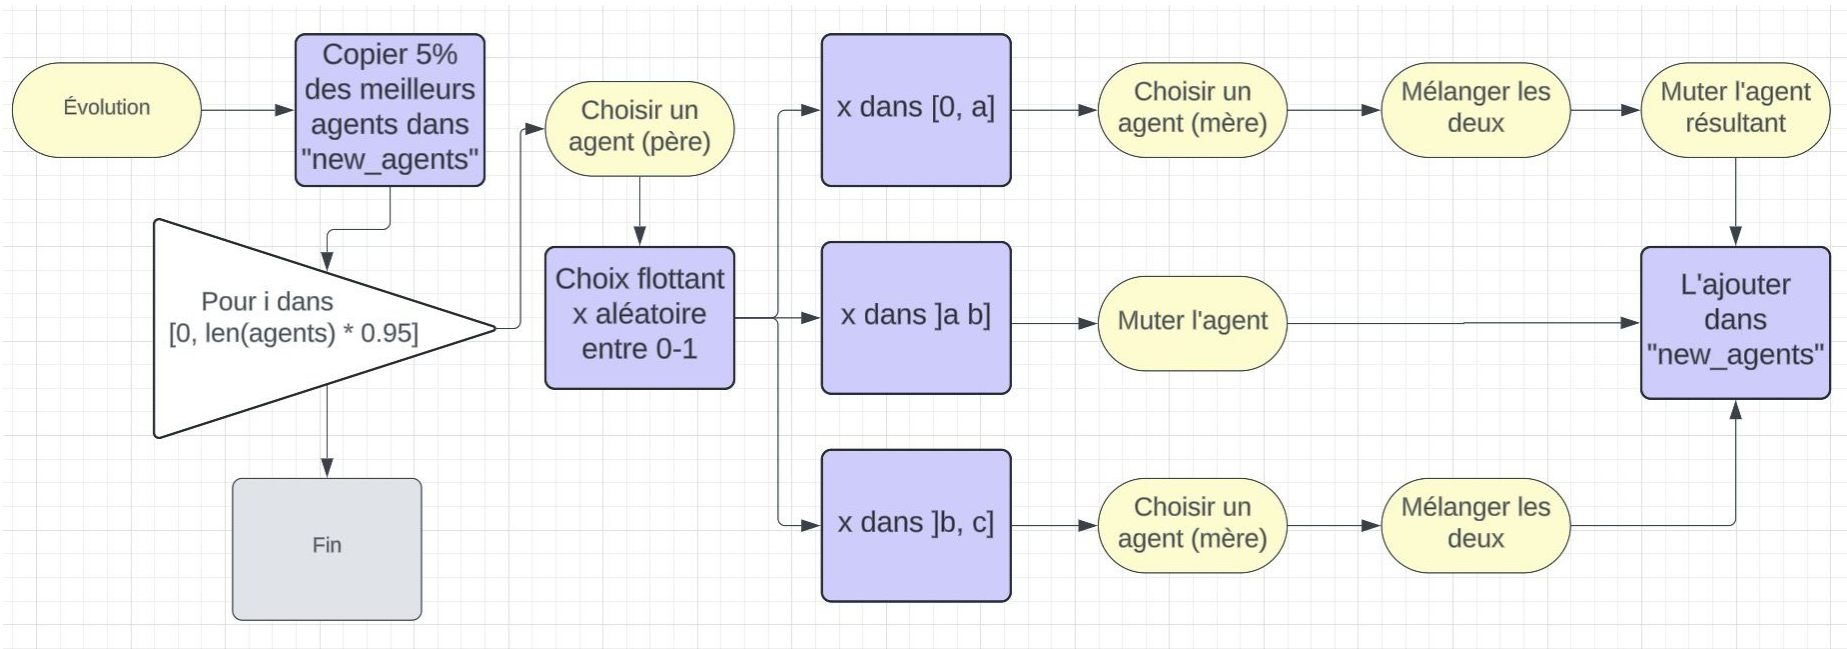 Évolution
Copier 5%
des meilleurs
agents dans
"new_agents"
Pour i dans
[0, len(agents) * 0.95]
Fin
Choisir un
agent (père)
Choix flottant
x aléatoire
entre 0-1
x dans [0, a]
Choisir un
agent (mère)
Mélanger les
deux
Muter l'agent
résultant
x dans ]a b]
Muter l'agent
L'ajouter
dans
"new_agents"
x dans ]b, c]
Choisir un
agent (mère)
Mélanger les
deux